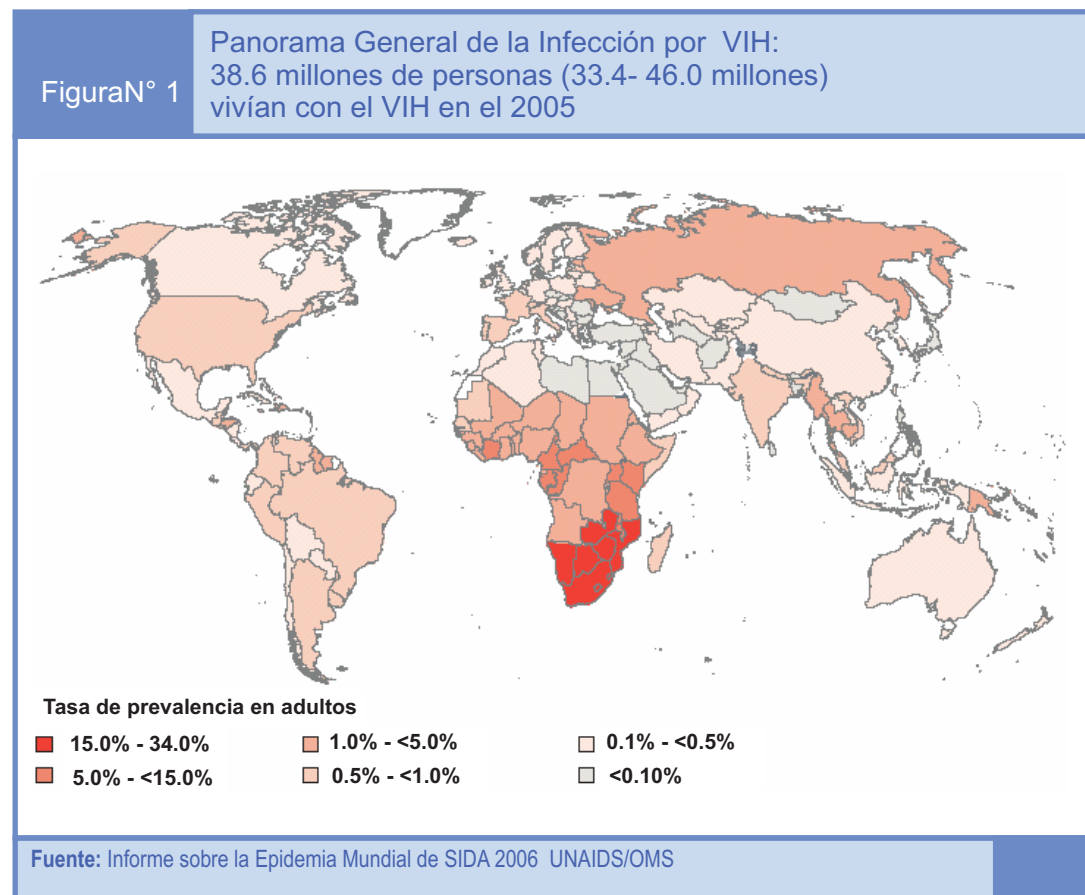 FiguraN° 1
Panorama General de la Infección por VIH:
38.6 millones de personas (33.4- 46.0 millones)
vivían con el VIH en el 2005
Tasa de prevalencia en adultos
15.0% - 34.0%
1.0% - <5.0%
0.1% - <0.5%
5.0% - <15.0%
0.5% - <1.0%
<0.10%
Fuente: Informe sobre la Epidemia Mundial de SIDA 2006 UNAIDS/OMS